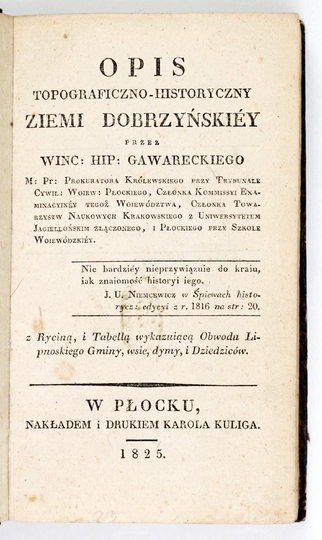 OPIS
TOPOGRAFICZNO-HISTORYCZNY
ZIEMI DOBRZYŃSKIÉY
PRZEZ
WINC: HIP: GAWARECKIEGO
M: Pr: Prokuratora Królewskiego przy Trybunale
Cywil: Woiew: Płockiego, Członka Kommissyi Exa-
minacyinéy tegoż Woiewództwa, Członka Towa-
rzystw Naukowych Krakowskiego z Uniwersytetem
Jagiellońskim złączonego, i Płockiego przy Szkole
Woiewódzkiéy.
Nic bardziéy nieprzywiązuie do kraiu,
iak znaiomość historyi iego.
J. U. Niemcewicz w Śpiewach histo-
rycz: edycyi z r. 1816 na str: 20.
z Ryciną, i Tabellą wykazuiącą Obwodu Li-
pnoskiego Gminy, wsie, dymy, i Dziedziców.
W PŁOCKU,
NAKŁADEM i DRUKIEM KAROLA KULIGA.
1825.